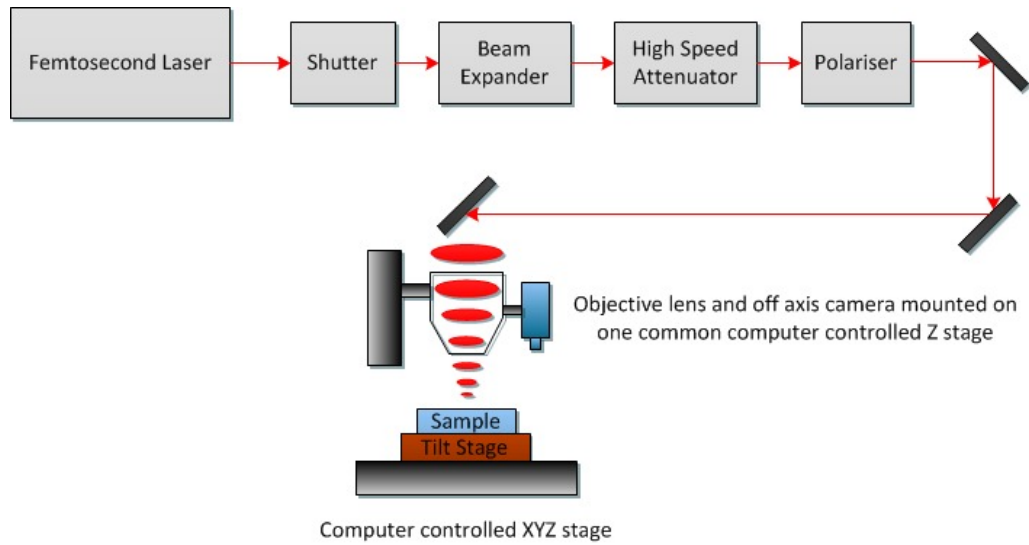 Femtosecond Laser
Shutter
Beam
Expander
High Speed
Attenuator
Polariser
Objective lens and off axis camera mounted on
one common computer controlled Z stage
Sample
Tilt Stage
Computer controlled XYZ stage